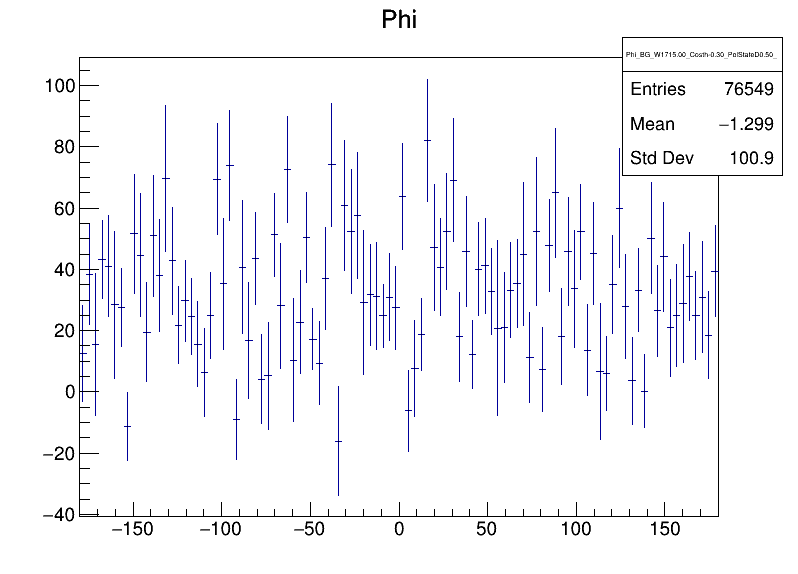 Phi
Phi_BG_W1715.00_Costh-0.30_PolStateD0.50_
Entries 76549
Mean −1.299
Std Dev 100.9
100
80
60
40
20
0
−20
−40
−150 −100 −50 0 50 100 150